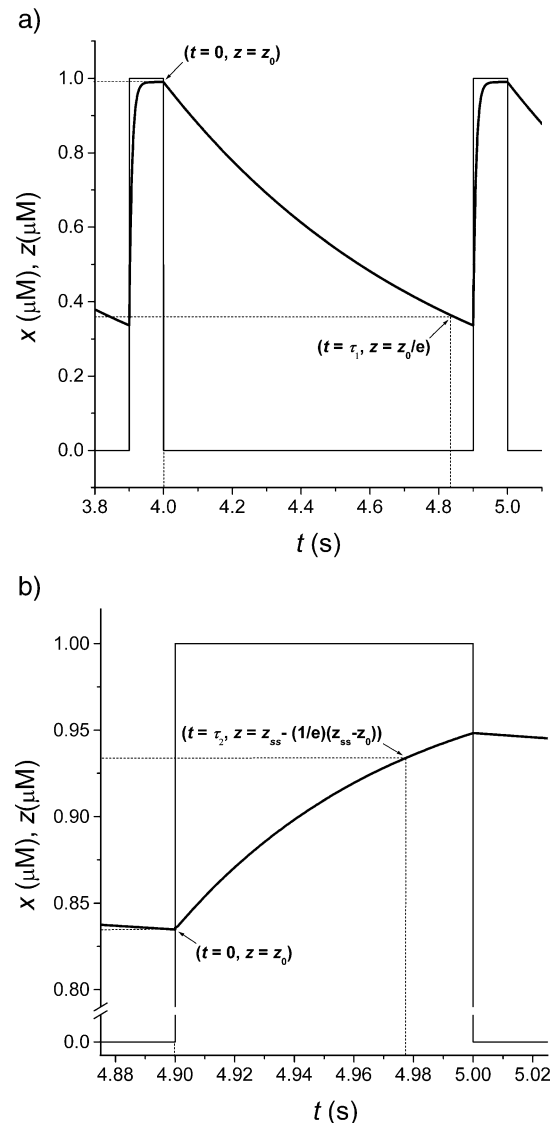 a)
(t = 0, z = z₀)
1.0
0.8
0.6
0.4
0.2
0.0
x (μM), z(μM)
(t = τ₁, z = z₀/e)
3.8 4.0 4.2 4.4 4.6 4.8 5.0
t (s)
b)
1.00
0.95
0.90
0.85
0.80
0.0
x (μM), z(μM)
(t = τ₂, z = zₛₛ- (1/e)(zₛₛ-z₀))
(t = 0, z = z₀)
4.88 4.90 4.92 4.94 4.96 4.98 5.00 5.02
t (s)